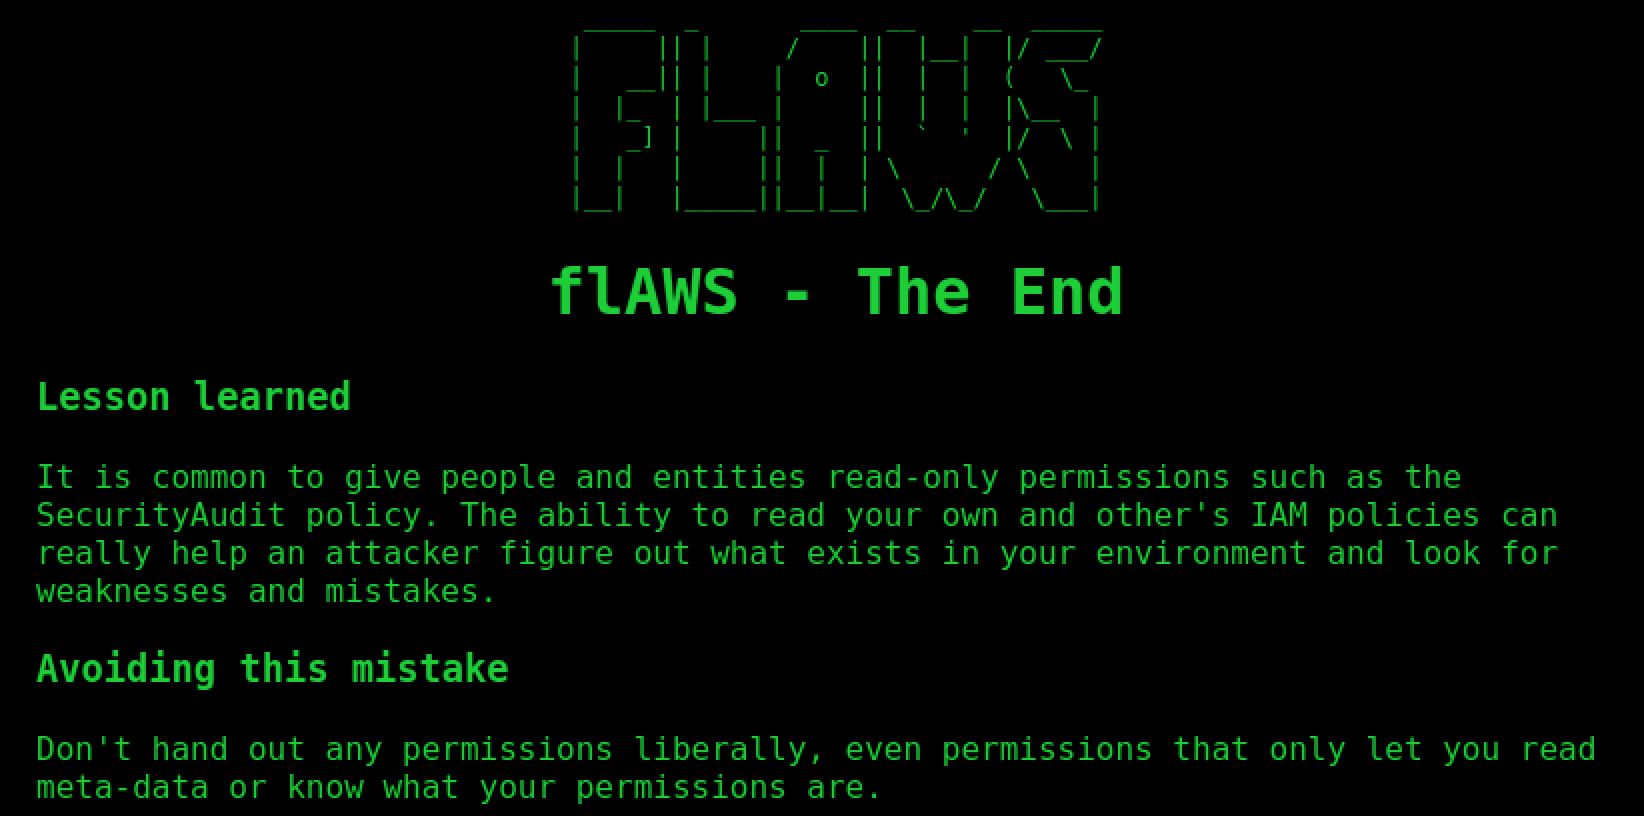 FLAWS
flAWS - The End
Lesson learned
It is common to give people and entities read-only permissions such as the
SecurityAudit policy. The ability to read your own and other's IAM policies can
really help an attacker figure out what exists in your environment and look for
weaknesses and mistakes.
Avoiding this mistake
Don't hand out any permissions liberally, even permissions that only let you read
meta-data or know what your permissions are.